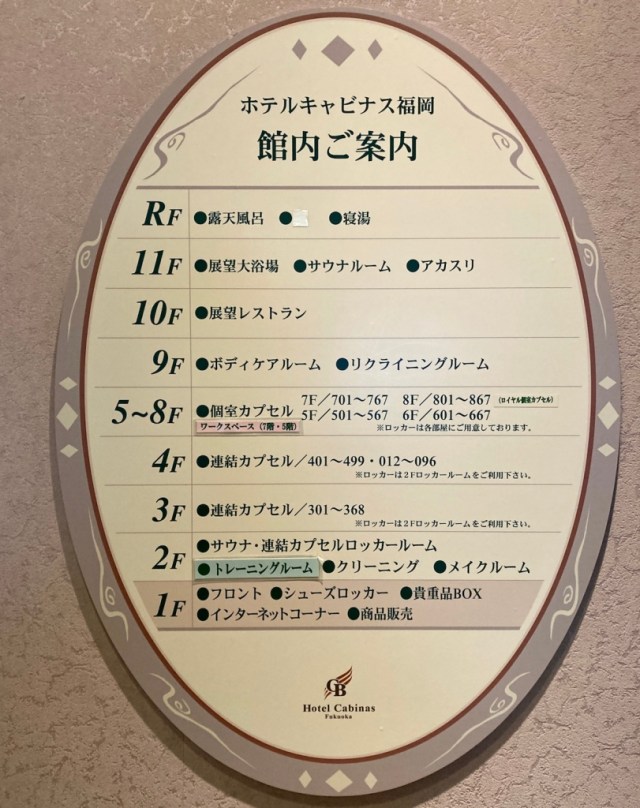 ホテルキャビナス福岡
館内ご案内
RF ●露天風呂 ● ●寝湯
11F ●展望大浴場 ●サウナルーム ●アカスリ
10F ●展望レストラン
9F ●ボディケアルーム ●リクライニングルーム
5~8F ●個室カプセル 7F/701~767 8F/801~867 (ロイヤル個室カプセル)
5F/501~567 6F/601~667
ワークスペース (7階・5階) ※ロッカーは各部屋にご用意しております。
4F ●連結カプセル/401~499・012~096
※ロッカーは2Fロッカールームをご利用下さい。
3F ●連結カプセル/301~368
※ロッカーは2Fロッカールームをご利用下さい。
2F ●サウナ・連結カプセルロッカールーム
●トレーニングルーム ●クリーニング ●メイクルーム
1F ●フロント ●シューズロッカー ●貴重品BOX
●インターネットコーナー ●商品販売
CB
Hotel Cabinas
Fukuoka